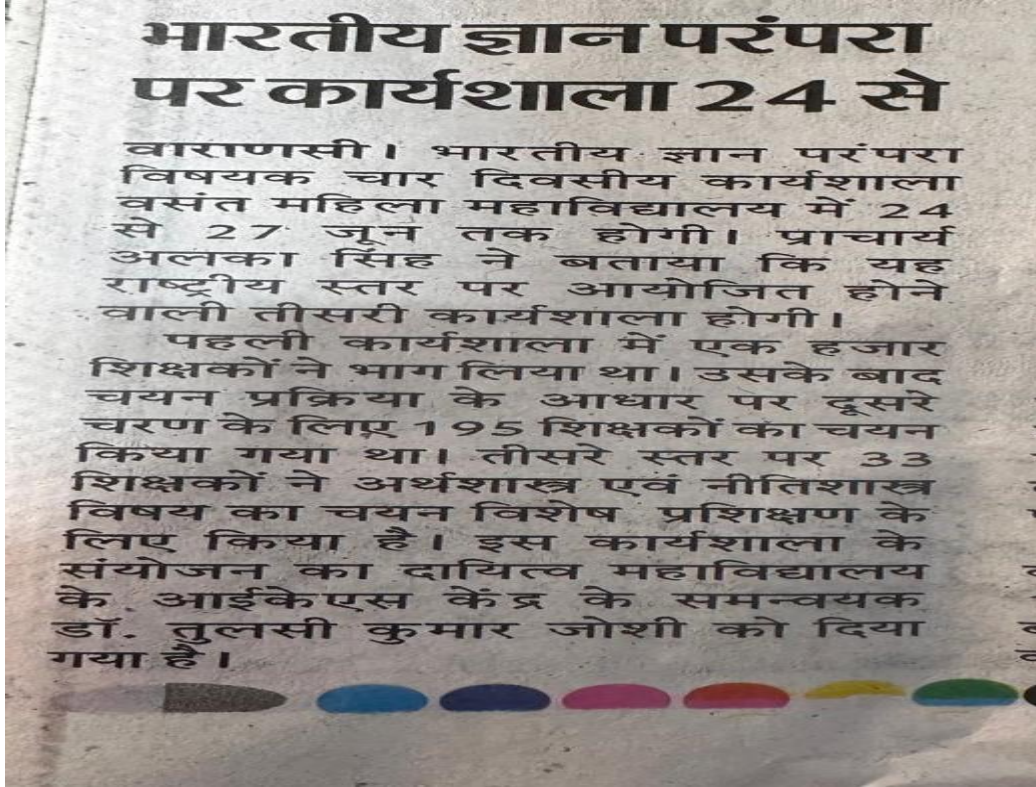 भारतीय ज्ञान परंपरा
पर कार्यशाला 24 से
वाराणसी। भारतीय ज्ञान परंपरा
विषयक चार दिवसीय कार्यशाला
वसंत महिला महाविद्यालय में 24
से 27 जून तक होगी। प्राचार्य
अलका सिंह ने बताया कि यह
राष्ट्रीय स्तर पर आयोजित होने
वाली तीसरी कार्यशाला होगी।
पहली कार्यशाला में एक हजार
शिक्षकों ने भाग लिया था। उसके बाद
चयन प्रक्रिया के आधार पर दूसरे
चरण के लिए 195 शिक्षकों का चयन
किया गया था। तीसरे स्तर पर 33
शिक्षकों ने अर्थशास्त्र एवं नीतिशास्त्र
विषय का चयन विशेष प्रशिक्षण के
लिए किया है। इस कार्यशाला के
संयोजन का दायित्व महाविद्यालय
के आईकेएस केंद्र के समन्वयक
डॉ. तुलसी कुमार जोशी को दिया
गया है।